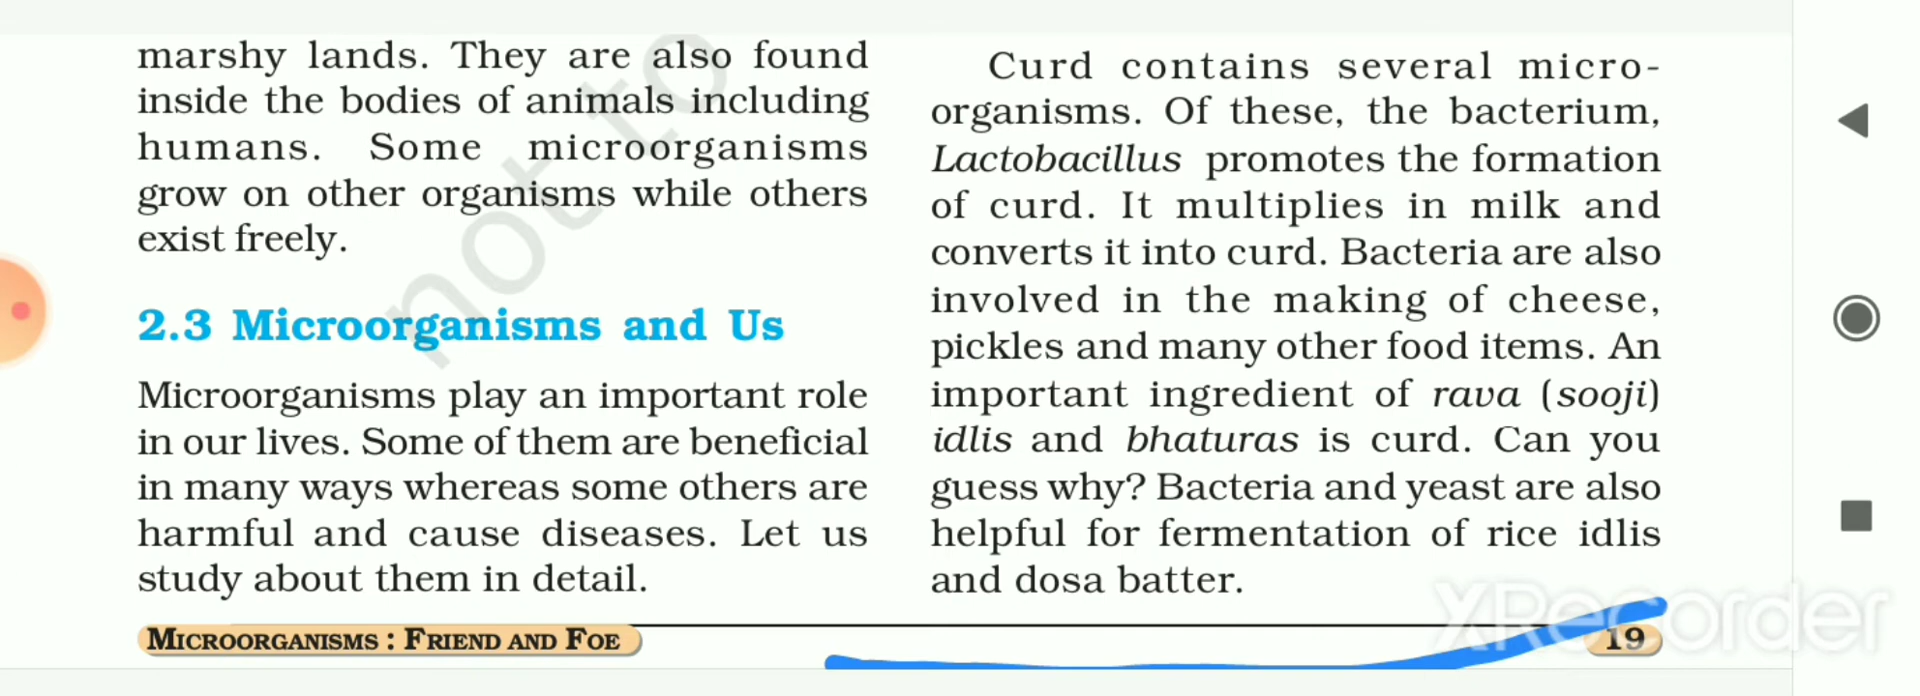 marshy lands. They are also found
inside the bodies of animals including
humans. Some microorganisms
grow on other organisms while others
exist freely.
2.3 Microorganisms and Us
Microorganisms play an important role
in our lives. Some of them are beneficial
in many ways whereas some others are
harmful and cause diseases. Let us
study about them in detail.
Curd contains several micro-
organisms. Of these, the bacterium,
Lactobacillus promotes the formation
of curd. It multiplies in milk and
converts it into curd. Bacteria are also
involved in the making of cheese,
pickles and many other food items. An
important ingredient of rava (sooji)
idlis and bhaturas is curd. Can you
guess why? Bacteria and yeast are also
helpful for fermentation of rice idlis
and dosa batter.
MICROORGANISMS : FRIEND AND FOE
19
not to
XRecorder